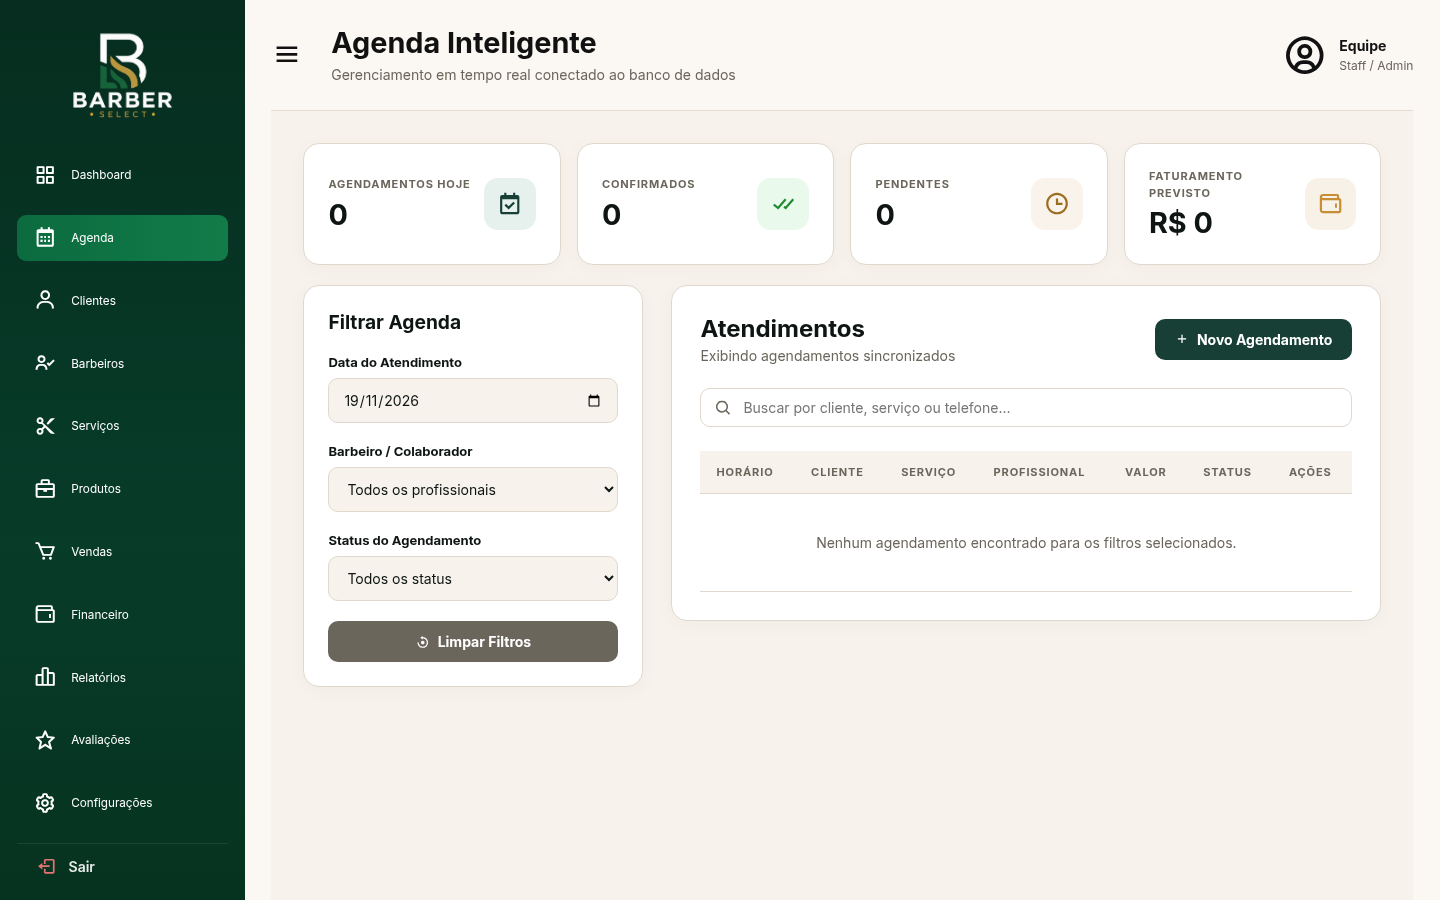 BARBER
• SELECT •
Dashboard
Agenda
Clientes
Barbeiros
Serviços
Produtos
Vendas
Financeiro
Relatórios
Avaliações
Configurações
Sair
Agenda Inteligente
Gerenciamento em tempo real conectado ao banco de dados
Equipe
Staff / Admin
AGENDAMENTOS HOJE
0
CONFIRMADOS
0
PENDENTES
0
FATURAMENTO
PREVISTO
R$ 0
Filtrar Agenda
Data do Atendimento
19/11/2026
Barbeiro / Colaborador
Todos os profissionais
Status do Agendamento
Todos os status
Limpar Filtros
Atendimentos
Exibindo agendamentos sincronizados
+ Novo Agendamento
Buscar por cliente, serviço ou telefone...
HORÁRIO CLIENTE SERVIÇO PROFISSIONAL VALOR STATUS AÇÕES
Nenhum agendamento encontrado para os filtros selecionados.